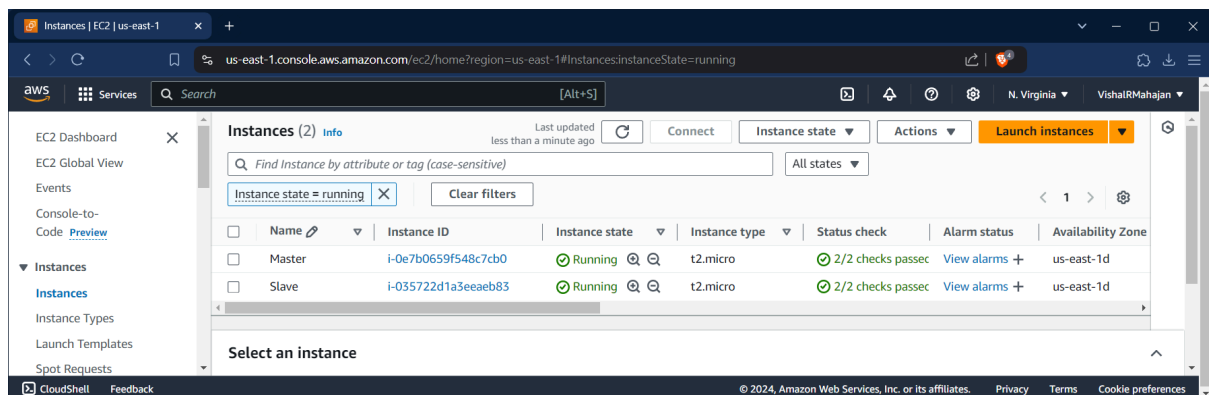 Instances | EC2 | us-east-1
us-east-1.console.aws.amazon.com/ec2/home?region=us-east-1#Instances:instanceState=running
4
aws Services Search [Alt+S] N. Virginia VishalRMahajan
EC2 Dashboard
EC2 Global View
Events
Console-to-
Code Preview
Instances
Instances
Instance Types
Launch Templates
Spot Requests
Instances (2) Info
Last updated
less than a minute ago
Connect Instance state Actions Launch instances
Find Instance by attribute or tag (case-sensitive) All states
Instance state = running Clear filters
1
Name Instance ID Instance state Instance type Status check Alarm status Availability Zone
Master i-0e7b0659f548c7cb0 Running t2.micro 2/2 checks passec View alarms + us-east-1d
Slave i-035722d1a3eeaeb83 Running t2.micro 2/2 checks passec View alarms + us-east-1d
Select an instance
CloudShell Feedback © 2024, Amazon Web Services, Inc. or its affiliates. Privacy Terms Cookie preferences